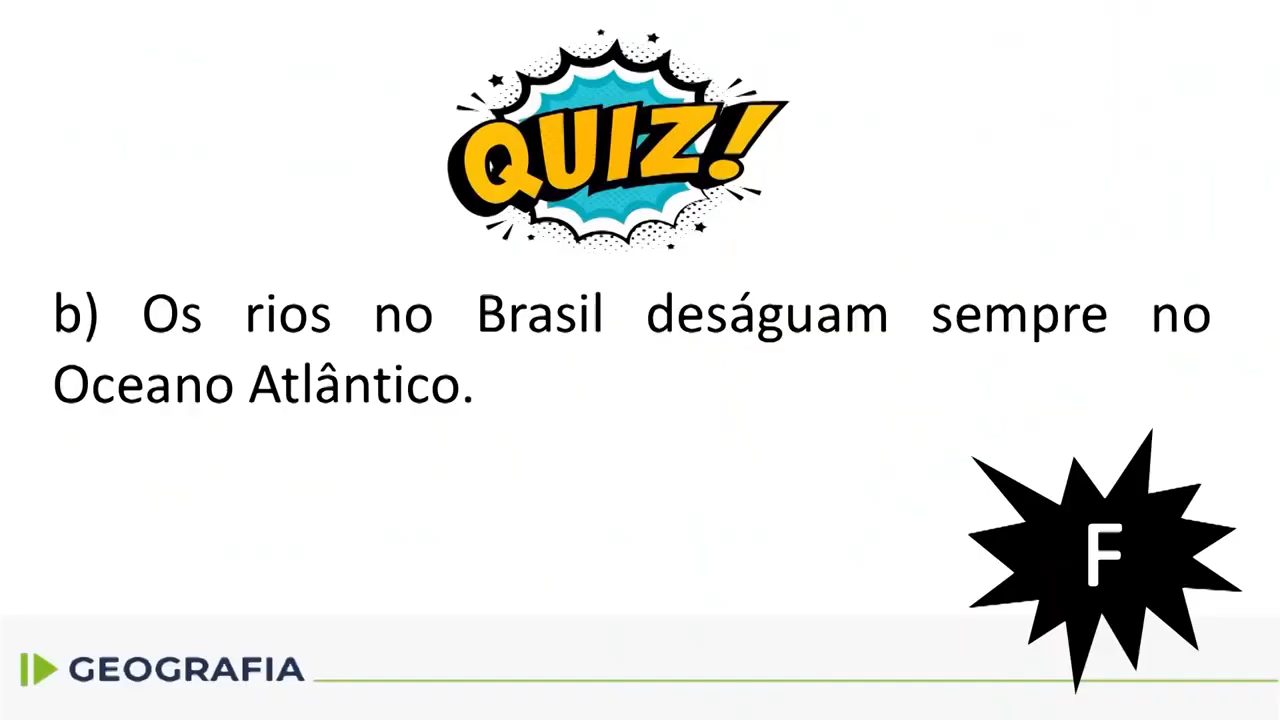 QUIZ!
b) Os rios no Brasil deságuam sempre no
Oceano Atlântico.
F
GEOGRAFIA